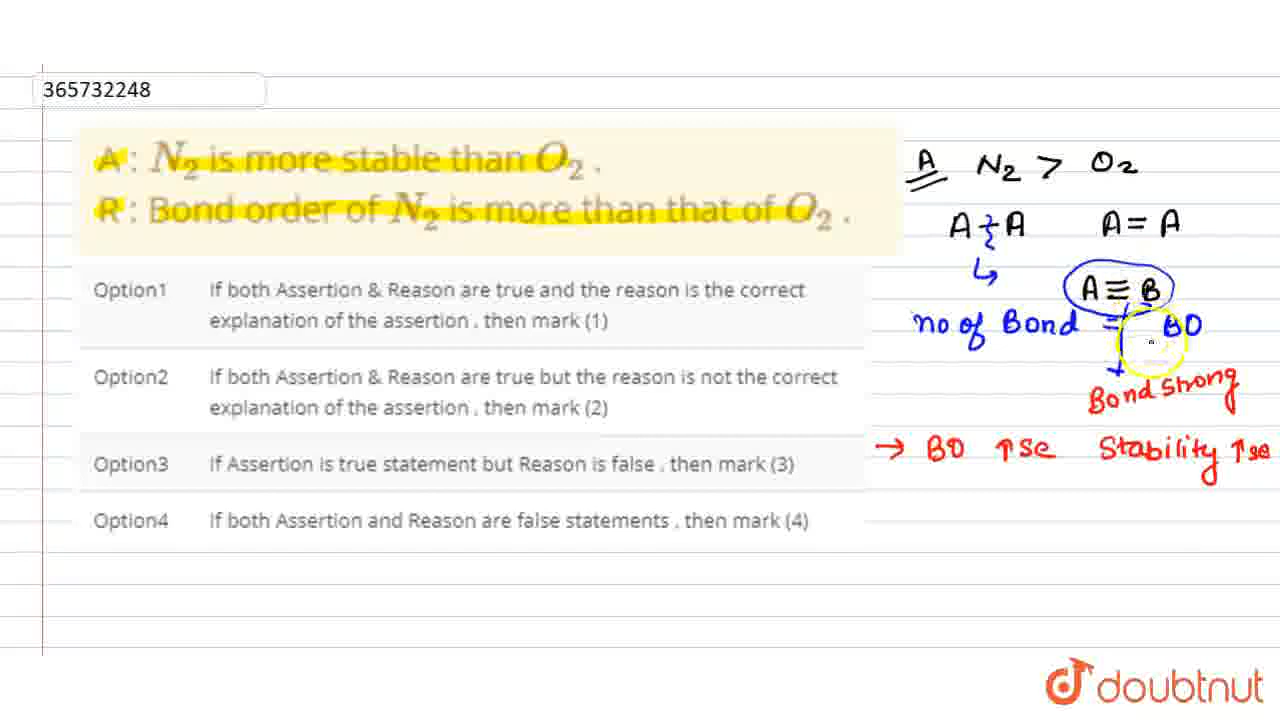 365732248
A : N₂ is more stable than O₂ .
R : Bond order of N₂ is more than that of O₂ .
Option1 If both Assertion & Reason are true and the reason is the correct
explanation of the assertion , then mark (1)
Option2 If both Assertion & Reason are true but the reason is not the correct
explanation of the assertion , then mark (2)
Option3 If Assertion is true statement but Reason is false , then mark (3)
Option4 If both Assertion and Reason are false statements , then mark (4)
A N₂ > O₂
A - A A = A
A ≡ B
no of Bond = BO
Bond strong
→ BO ↑se Stability ↑se
doubtnut